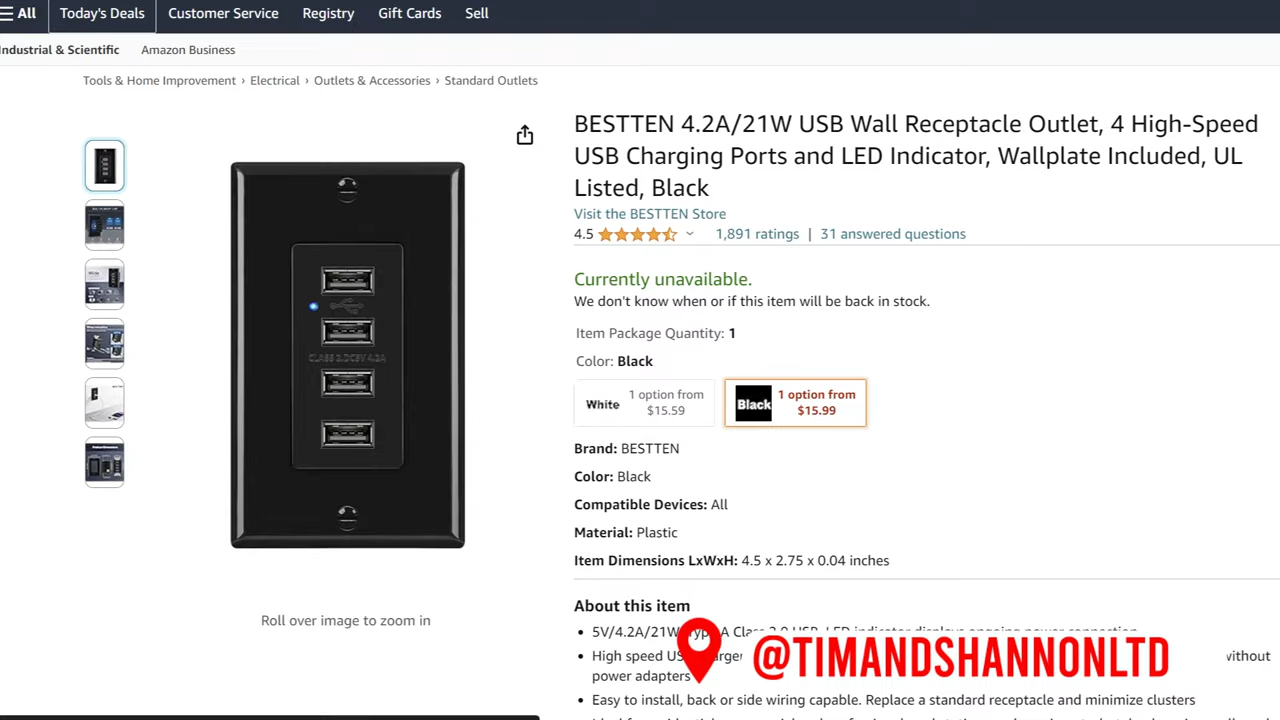 All Today's Deals Customer Service Registry Gift Cards Sell
Industrial & Scientific Amazon Business
Tools & Home Improvement › Electrical › Outlets & Accessories › Standard Outlets
BESTTEN 4.2A/21W USB Wall Receptacle Outlet, 4 High-Speed
USB Charging Ports and LED Indicator, Wallplate Included, UL
Listed, Black
Visit the BESTTEN Store
4.5 1,891 ratings | 31 answered questions
Currently unavailable.
We don't know when or if this item will be back in stock.
Item Package Quantity: 1
Color: Black
White 1 option from
$15.59
Black 1 option from
$15.99
Brand: BESTTEN
Color: Black
Compatible Devices: All
Material: Plastic
Item Dimensions LxWxH: 4.5 x 2.75 x 0.04 inches
CLASS 2.DC5V 4.2A
Roll over image to zoom in
About this item
5V/4.2A/21W
High speed
without
power adapters
@TIMANDSHANNONLTD
Easy to install, back or side wiring capable. Replace a standard receptacle and minimize clusters